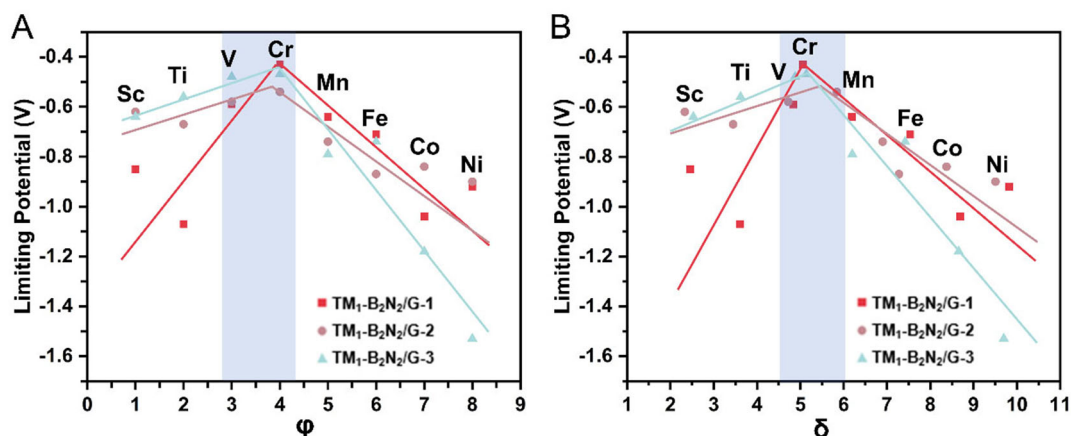 A
Limiting Potential (V)
-0.4
-0.6
-0.8
-1.0
-1.2
-1.4
-1.6
Sc
Ti
V
Cr
Mn
Fe
Co
Ni
TM₁-B₂N₂/G-1
TM₁-B₂N₂/G-2
TM₁-B₂N₂/G-3
0 1 2 3 4 5 6 7 8 9
φ
B
Limiting Potential (V)
-0.4
-0.6
-0.8
-1.0
-1.2
-1.4
-1.6
Sc
Ti
V
Cr
Mn
Fe
Co
Ni
TM₁-B₂N₂/G-1
TM₁-B₂N₂/G-2
TM₁-B₂N₂/G-3
1 2 3 4 5 6 7 8 9 10 11
δ